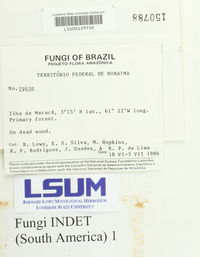 150788
FUNGI OF BRAZIL
PROJETO FLORA AMAZÔNICA
TERRITÓRIO FEDERAL DE RORAIMA
No. 1993R
Ilha de Maracá, 3°15' N lat., 61° 22'W long.
Primary forest.
On dead wood.
Col. B. Lowy, E. S. Silva, M. Hopkins,
K. F. Rodrigues, J. Guedes, & R. P. de Lima
Date 18 VI-3 VII 1986
LSUM
BERNARD LOWY MYCOLOGICAL HERBARIUM
LOUISIANA STATE UNIVERSITY
Fungi INDET
(South America) 1